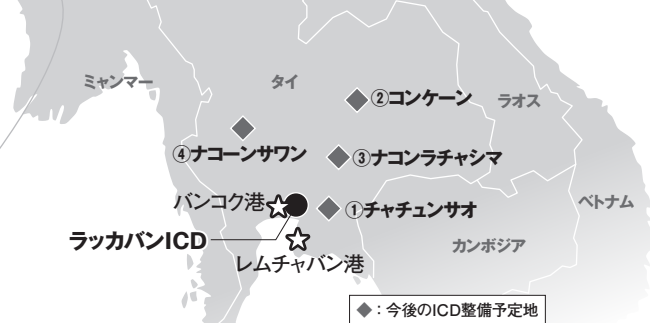 ミャンマー
タイ
②コンケーン
ラオス
④ナコーンサワン
③ナコンラチャシマ
バンコク港
①チャチュンサオ
ベトナム
ラッカバンICD
カンボジア
レムチャバン港
◆：今後のICD整備予定地